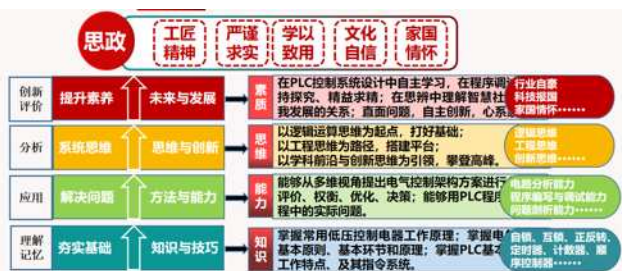 思政
工匠
精神
严谨
求实
学以
致用
文化
自信
家国
情怀
创新
评价
提升素养
未来与发展
素
质
在PLC控制系统设计中自主学习，在程序调
持探究、精益求精；在思辨中理解智慧社
我发展的关系；直面问题，自主创新，心系
行业自豪
科技报国
家国情怀……
分析
系统思维
思维与创新
思
维
以逻辑运算思维为起点，打好基础；
以工程思维为路径，搭建平台；
以学科前沿与创新思维为引领，攀登高峰。
逻辑思维
工程思维
创新思维……
应用
解决问题
方法与能力
能
力
能够从多维视角提出电气控制架构方案进行
评价、权衡、优化、决策；能够用PLC程序
程中的实际问题。
电路分析能力
程序编写与调试能力
问题剖析能力……
理解
记忆
夯实基础
知识与技巧
知
识
掌握常用低压控制电器工作原理；掌握电
基本原则、基本环节和原理；掌握PLC基本
工作特点、及其指令系统。
自锁、互锁、正反转、
定时器、计数器、顺
序控制器……